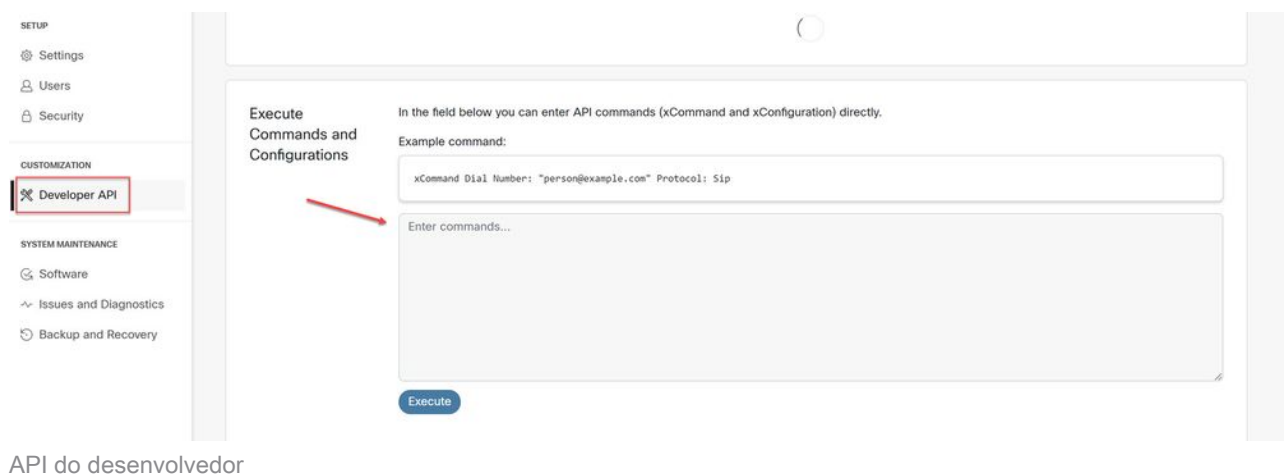 SETUP
Settings
Users
Security
CUSTOMIZATION
Developer API
SYSTEM MAINTENANCE
Software
Issues and Diagnostics
Backup and Recovery
Execute
Commands and
Configurations
In the field below you can enter API commands (xCommand and xConfiguration) directly.
Example command:
xCommand Dial Number: "person@example.com" Protocol: Sip
Enter commands...
Execute
API do desenvolvedor